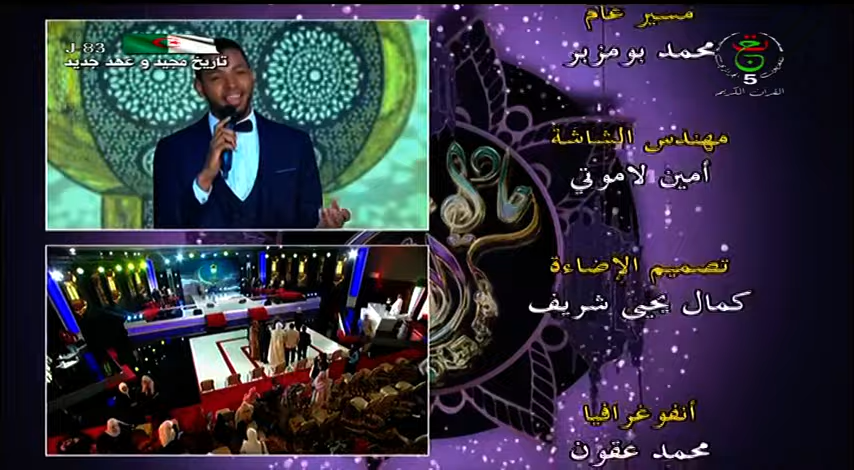 J-83
تاريخ مجيد و عهد جديد
مسير عام
محمد بومزبر
5
القرآن الكريم
مهندس الشاشة
أمين لاموتي
تصميم الإضاءة
كمال يحيى شريف
أنفوغرافيا
محمد عقون